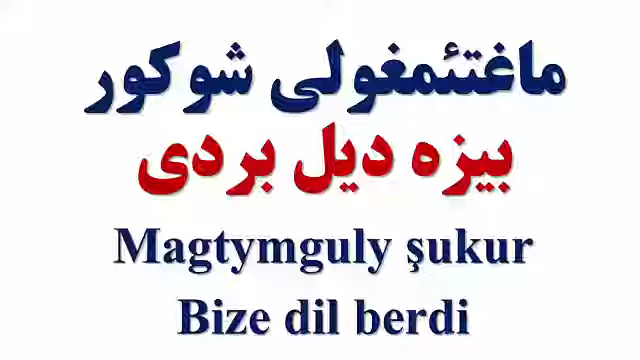 ماغتئمغولی شوکور
بیزه دیل بردی
Magtymguly şukur
Bize dil berdi